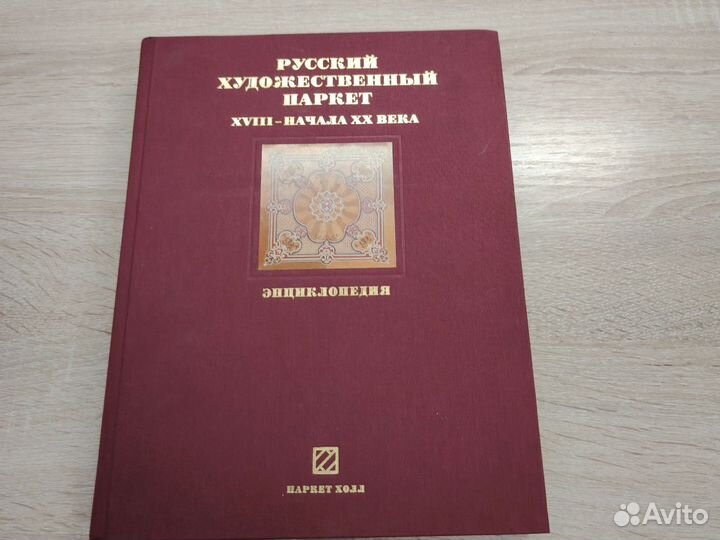 РУССКИЙ
ХУДОЖЕСТВЕННЫЙ
ПАРКЕТ
XVIII – НАЧАЛА XX ВЕКА
ЭНЦИКЛОПЕДИЯ
ПАРКЕТ ХОЛЛ
Avito